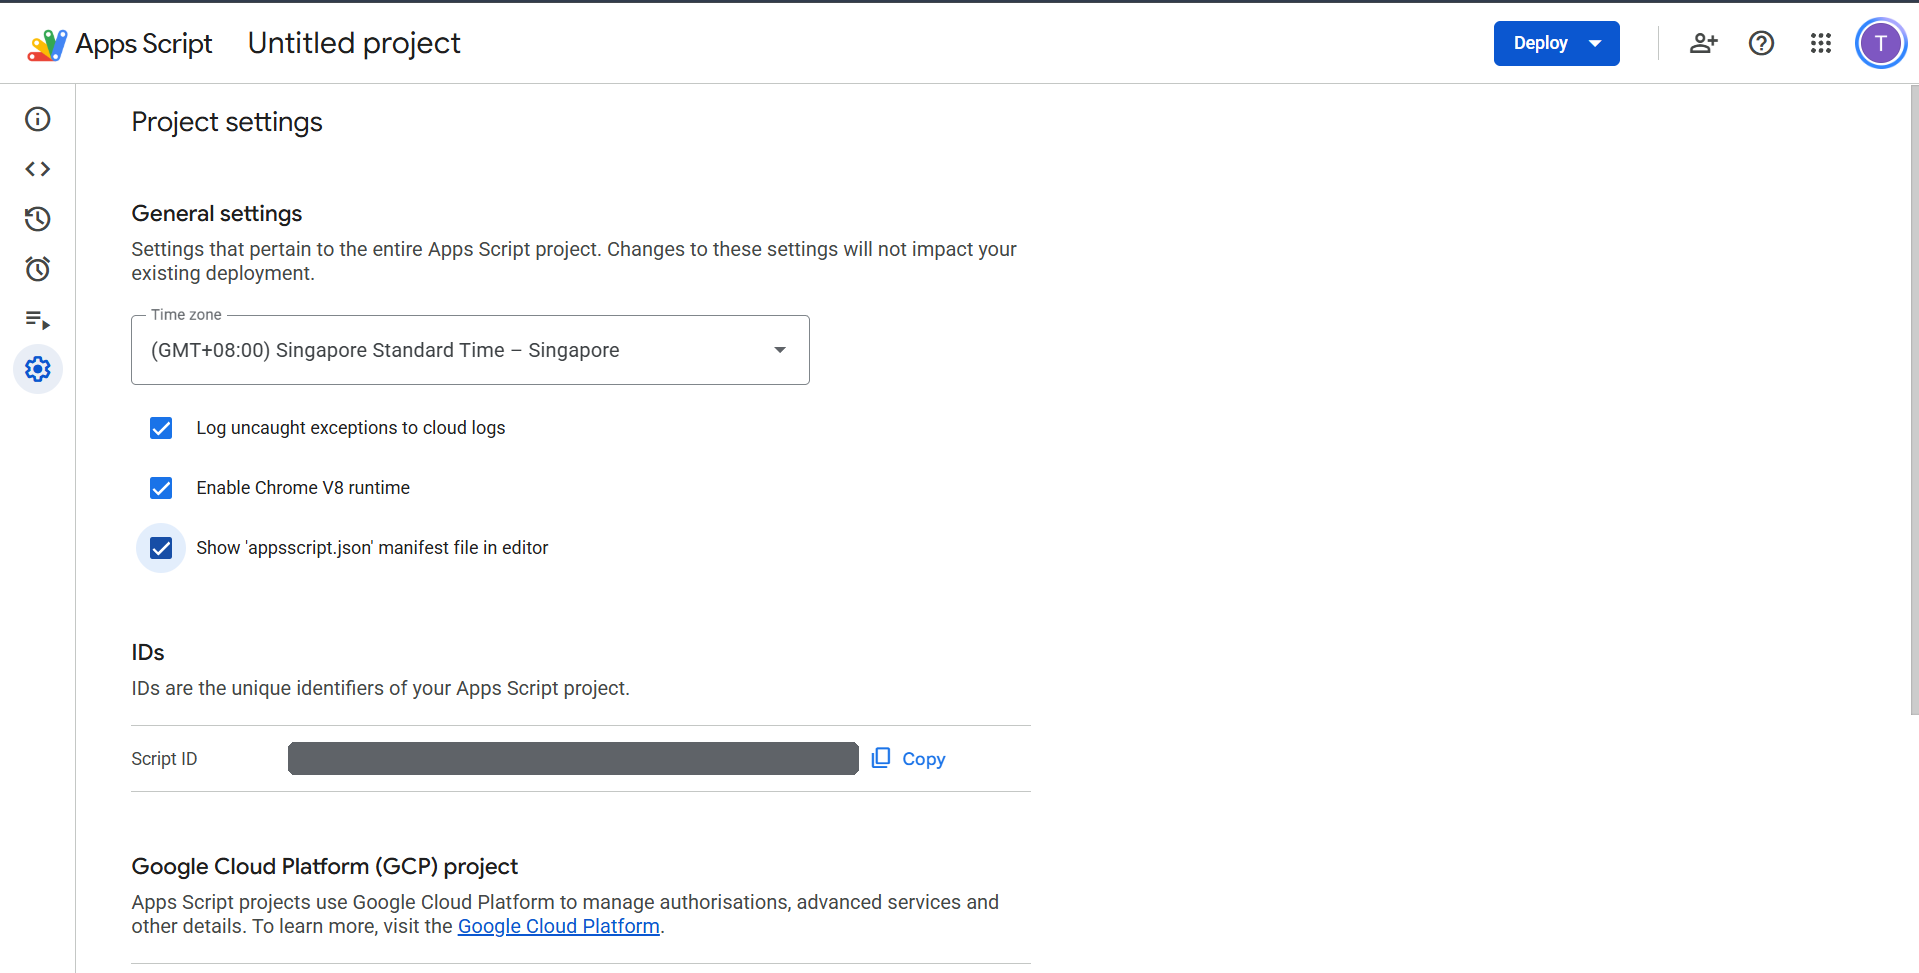 Apps Script
Untitled project
Deploy
T
Project settings
General settings
Settings that pertain to the entire Apps Script project. Changes to these settings will not impact your
existing deployment.
Time zone
(GMT+08:00) Singapore Standard Time – Singapore
Log uncaught exceptions to cloud logs
Enable Chrome V8 runtime
Show 'appsscript.json' manifest file in editor
IDs
IDs are the unique identifiers of your Apps Script project.
Script ID
Copy
Google Cloud Platform (GCP) project
Apps Script projects use Google Cloud Platform to manage authorisations, advanced services and
other details. To learn more, visit the Google Cloud Platform.